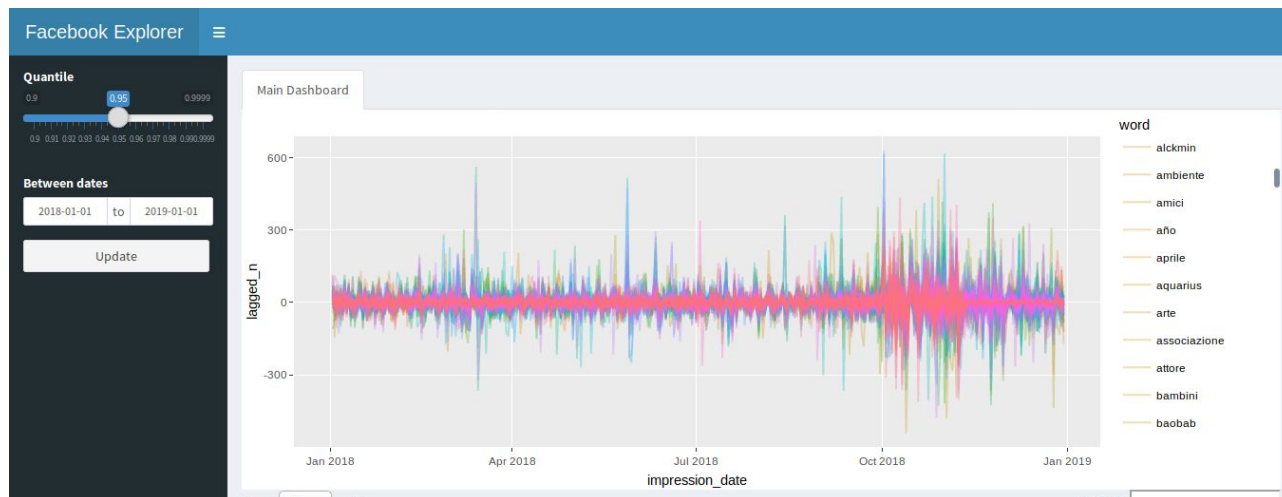 Facebook Explorer
Quantile
0.9 0.95 0.9999
0.9 0.91 0.92 0.93 0.94 0.95 0.96 0.97 0.98 0.990.9999
Between dates
2018-01-01 to 2019-01-01
Update
Main Dashboard
600
300
0
-300
lagged_n
Jan 2018 Apr 2018 Jul 2018 Oct 2018 Jan 2019
impression_date
word
alckmin
ambiente
amici
año
aprile
aquarius
arte
associazione
attore
bambini
baobab